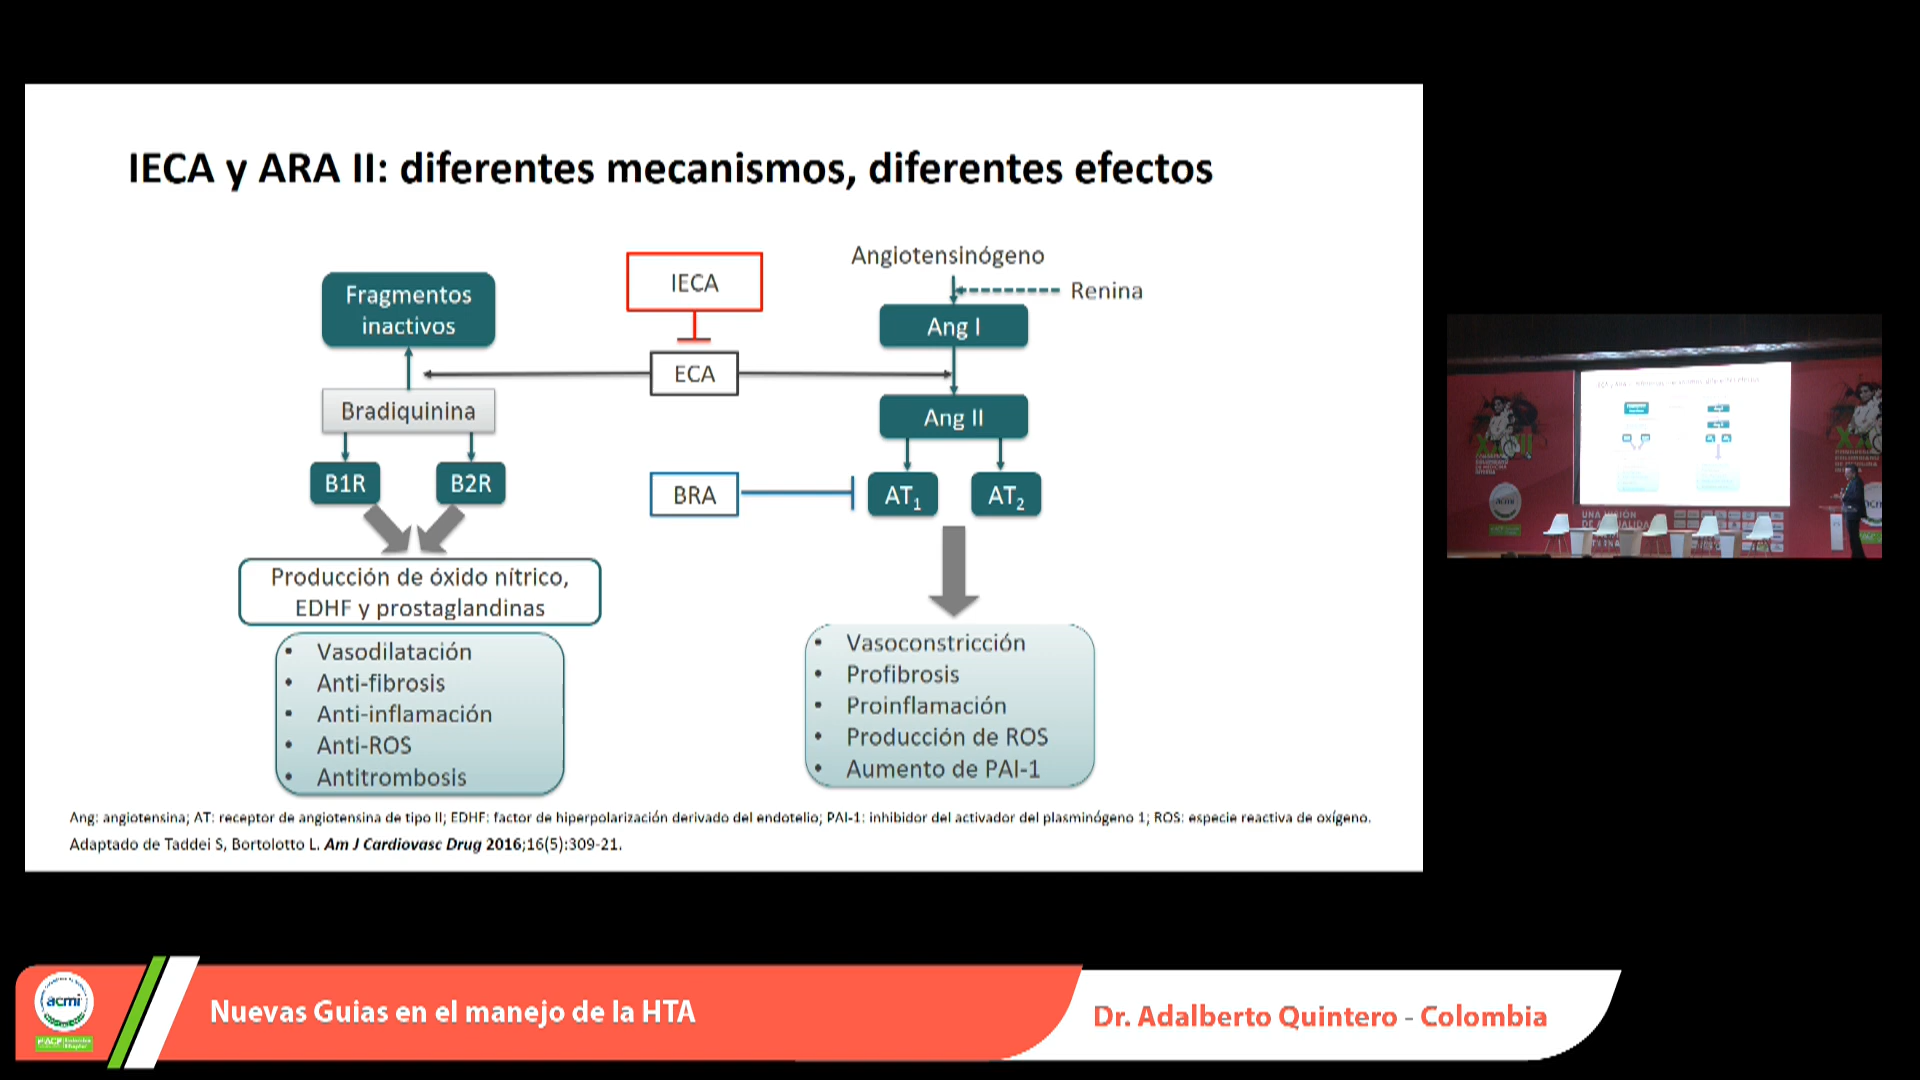 IECA y ARA II: diferentes mecanismos, diferentes efectos
Angiotensinógeno
Renina
IECA
Fragmentos
inactivos
Ang I
ECA
Bradiquinina
Ang II
B1R
B2R
BRA
AT1
AT2
Producción de óxido nítrico,
EDHF y prostaglandinas
• Vasodilatación
• Anti-fibrosis
• Anti-inflamación
• Anti-ROS
• Antitrombosis
• Vasoconstricción
• Profibrosis
• Proinflamación
• Producción de ROS
• Aumento de PAI-1
Ang: angiotensina; AT: receptor de angiotensina de tipo II; EDHF: factor de hiperpolarización derivado del endotelio; PAI-1: inhibidor del activador del plasminógeno 1; ROS: especie reactiva de oxígeno.
Adaptado de Taddei S, Bortolotto L. Am J Cardiovasc Drug 2016;16(5):309-21.
acmi
Nuevas Guias en el manejo de la HTA
Dr. Adalberto Quintero - Colombia